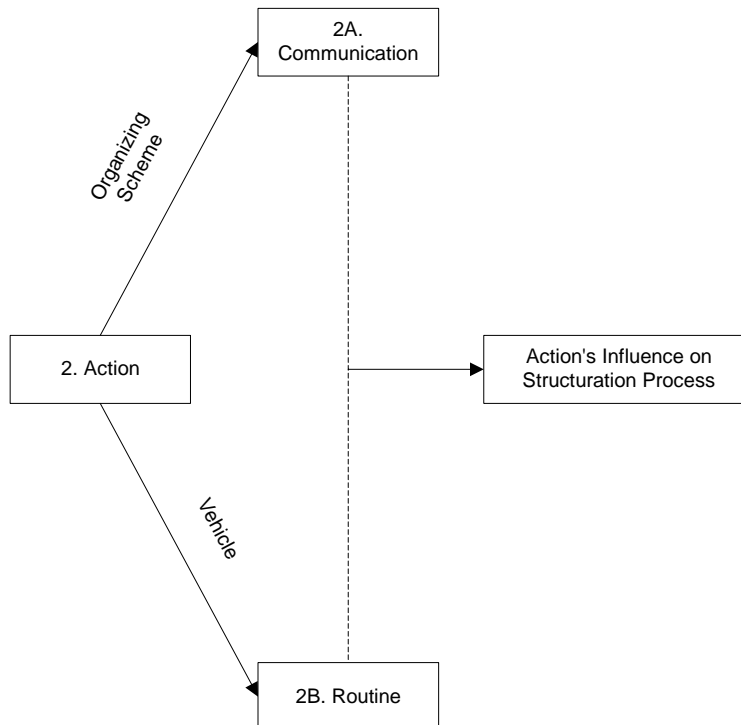 2A.
Communication
Organizing
Scheme
2. Action
Action's Influence on
Structuration Process
Vehicle
2B. Routine